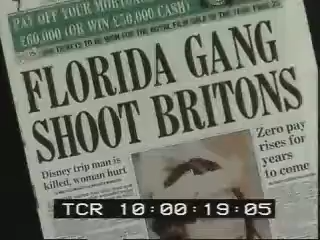 PAY OFF YOUR
£60,000 (OR WIN £50,000 CASH)
FLORIDA GANG
SHOOT BRITONS
Disney trip man is
killed, woman hurt
Zero pay
rises for
years
to come
TCR 10:00:19:05